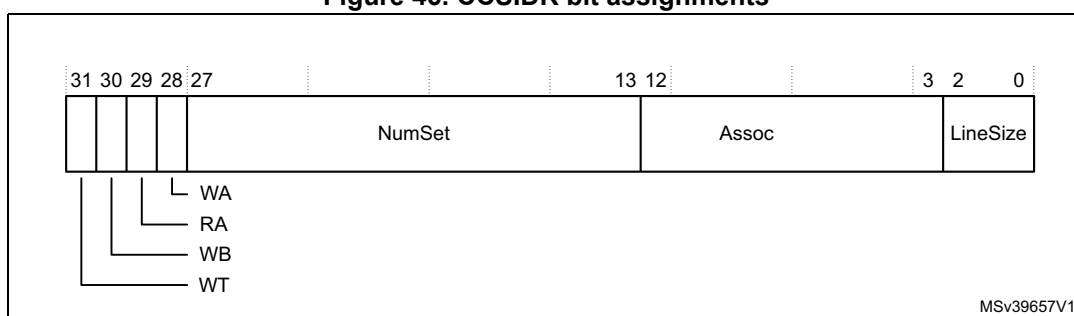 Figure 40. CCSIDR bit assignments
31 30 29 28 27 13 12 3 2 0
NumSet Assoc LineSize
WA
RA
WB
WT
MSv39657V1